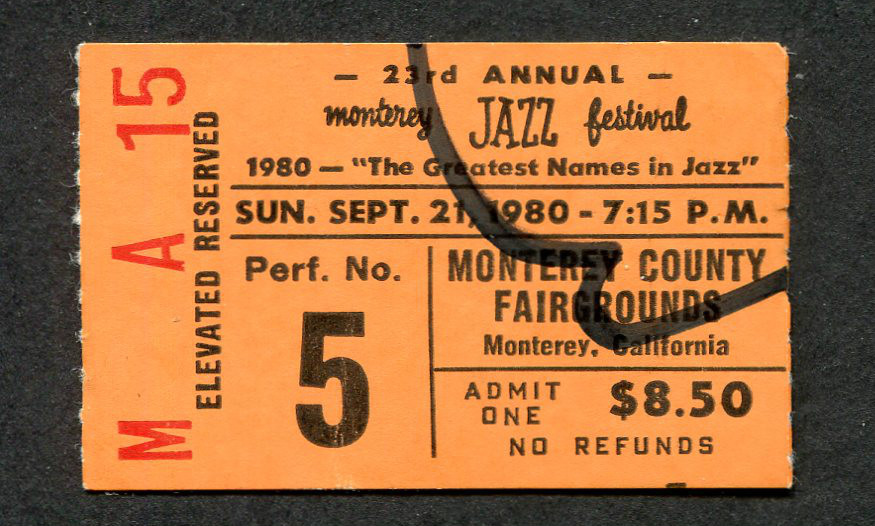 M A 15
ELEVATED RESERVED
— 23rd ANNUAL —
monterey JAZZ festival
1980 — "The Greatest Names in Jazz"
SUN. SEPT. 21, 1980 - 7:15 P.M.
Perf. No.
5
MONTEREY COUNTY
FAIRGROUNDS
Monterey, California
ADMIT
ONE
$8.50
NO REFUNDS